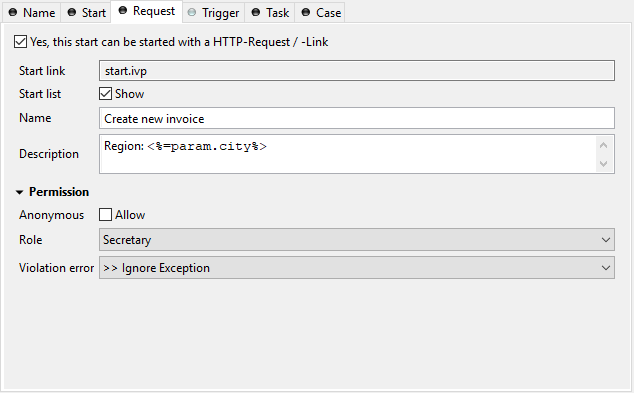 Name Start Request Trigger Task Case
Yes, this start can be started with a HTTP-Request / -Link
Start link start.ivp
Start list Show
Name Create new invoice
Description Region: <%=param.city%>
Permission
Anonymous Allow
Role Secretary
Violation error >> Ignore Exception